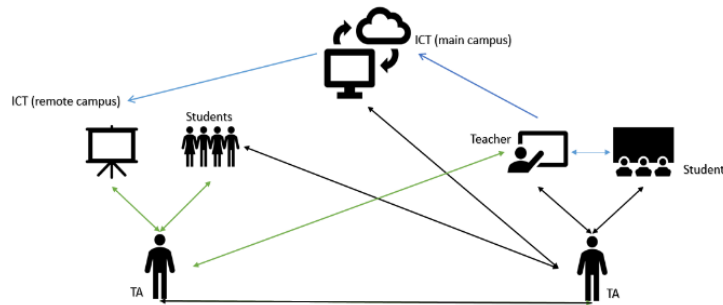 ICT (main campus)
ICT (remote campus)
Students
Teacher
Student
TA
TA